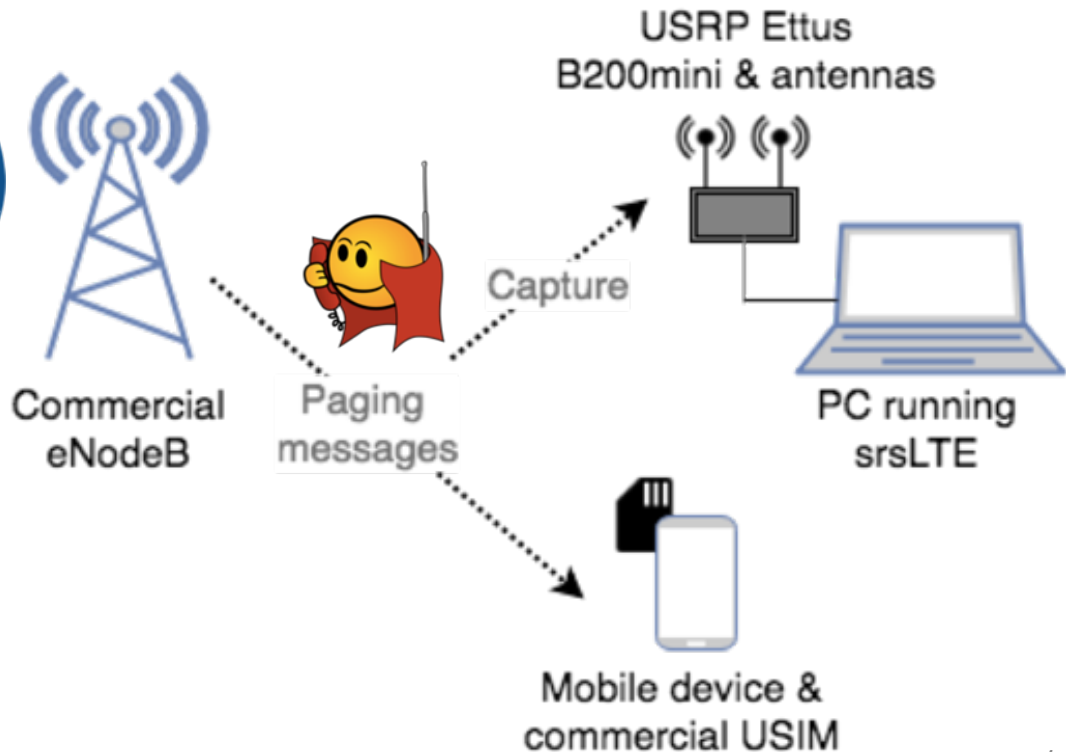 USRP Ettus
B200mini & antennas
Capture
Commercial
eNodeB
Paging
messages
PC running
srsLTE
Mobile device &
commercial USIM